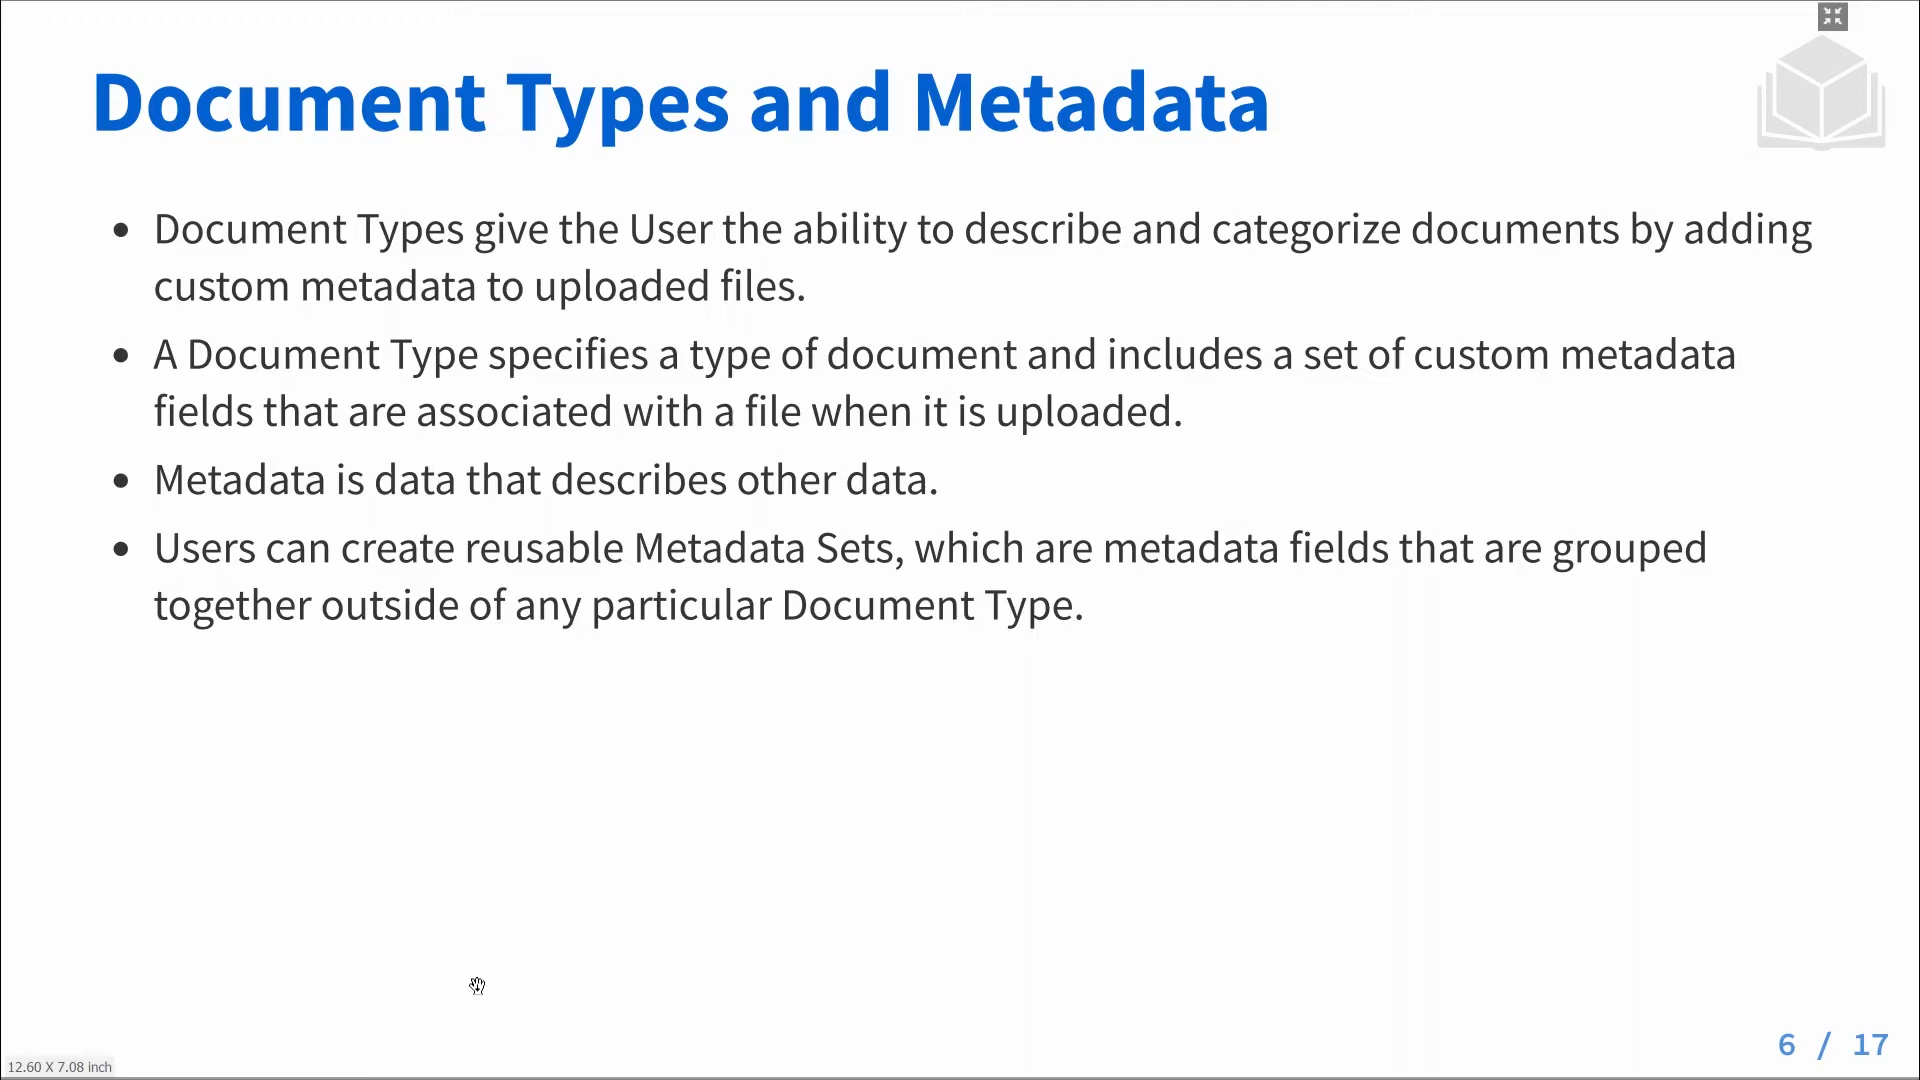 Document Types and Metadata
• Document Types give the User the ability to describe and categorize documents by adding
custom metadata to uploaded files.
• A Document Type specifies a type of document and includes a set of custom metadata
fields that are associated with a file when it is uploaded.
• Metadata is data that describes other data.
• Users can create reusable Metadata Sets, which are metadata fields that are grouped
together outside of any particular Document Type.
6 / 17
12.60 X 7.08 inch